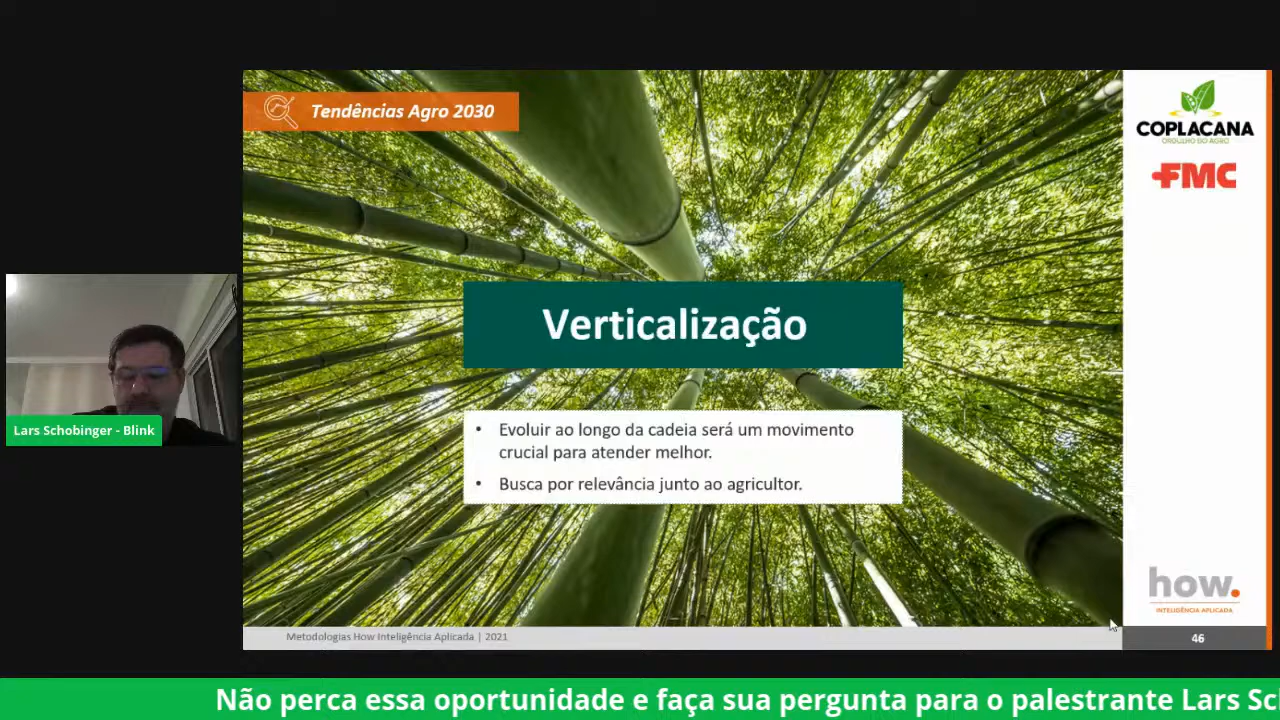 Tendências Agro 2030
COPLACANA
ORGULHO DO AGRO
FMC
Verticalização
• Evoluir ao longo da cadeia será um movimento
crucial para atender melhor.
• Busca por relevância junto ao agricultor.
Lars Schobinger - Blink
how.
INTELIGÊNCIA APLICADA
Metodologias How Inteligência Aplicada | 2021
46
Não perca essa oportunidade e faça sua pergunta para o palestrante Lars Sc